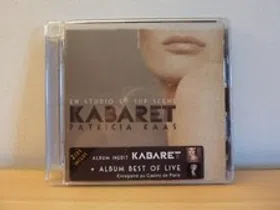 EN STUDIO ET SUR SCENE
KABARET
PATRICIA KAAS
ALBUM INEDIT KABARET
+ ALBUM BEST OF LIVE
Enregistré au Casino de Paris